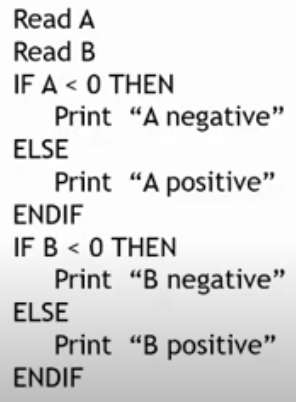 Read A
Read B
IF A < 0 THEN
Print “A negative”
ELSE
Print “A positive”
ENDIF
IF B < 0 THEN
Print “B negative”
ELSE
Print “B positive”
ENDIF